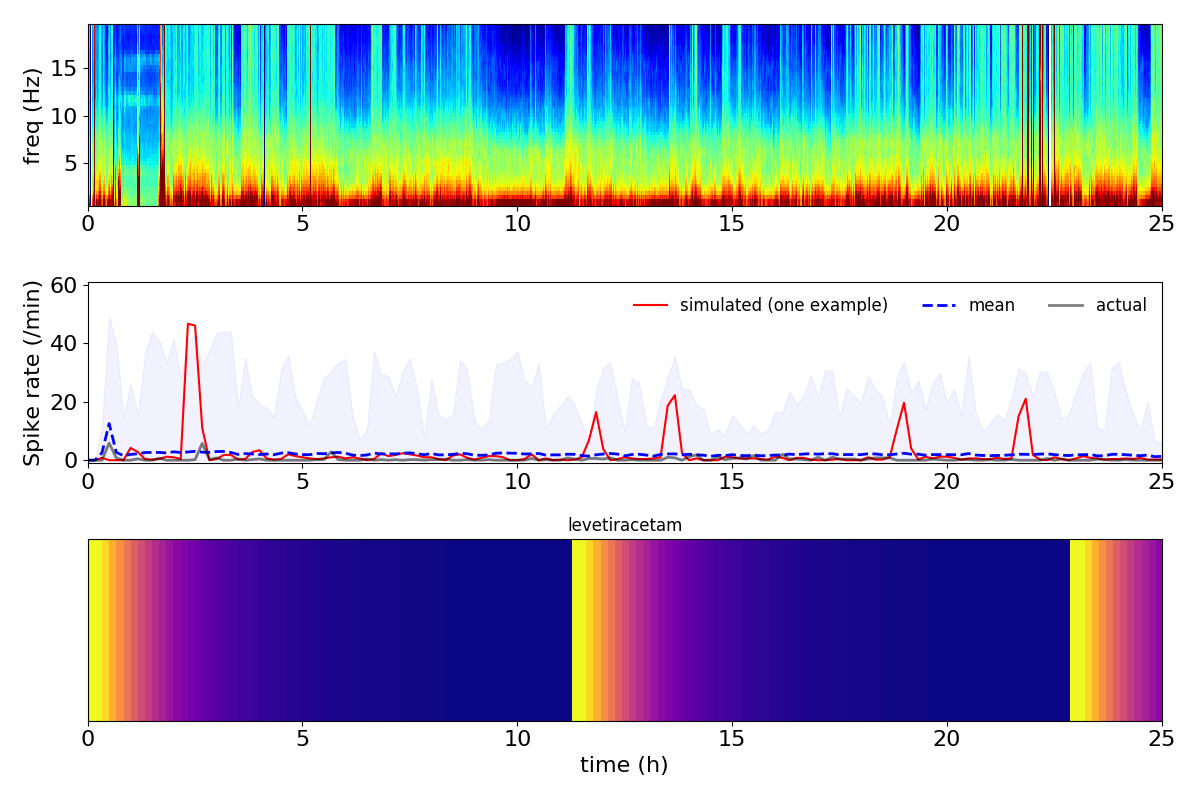 freq (Hz)
15
10
5
0 5 10 15 20 25
Spike rate (/min)
60
40
20
0
simulated (one example) mean actual
0 5 10 15 20 25
levetiracetam
0 5 10 15 20 25
time (h)